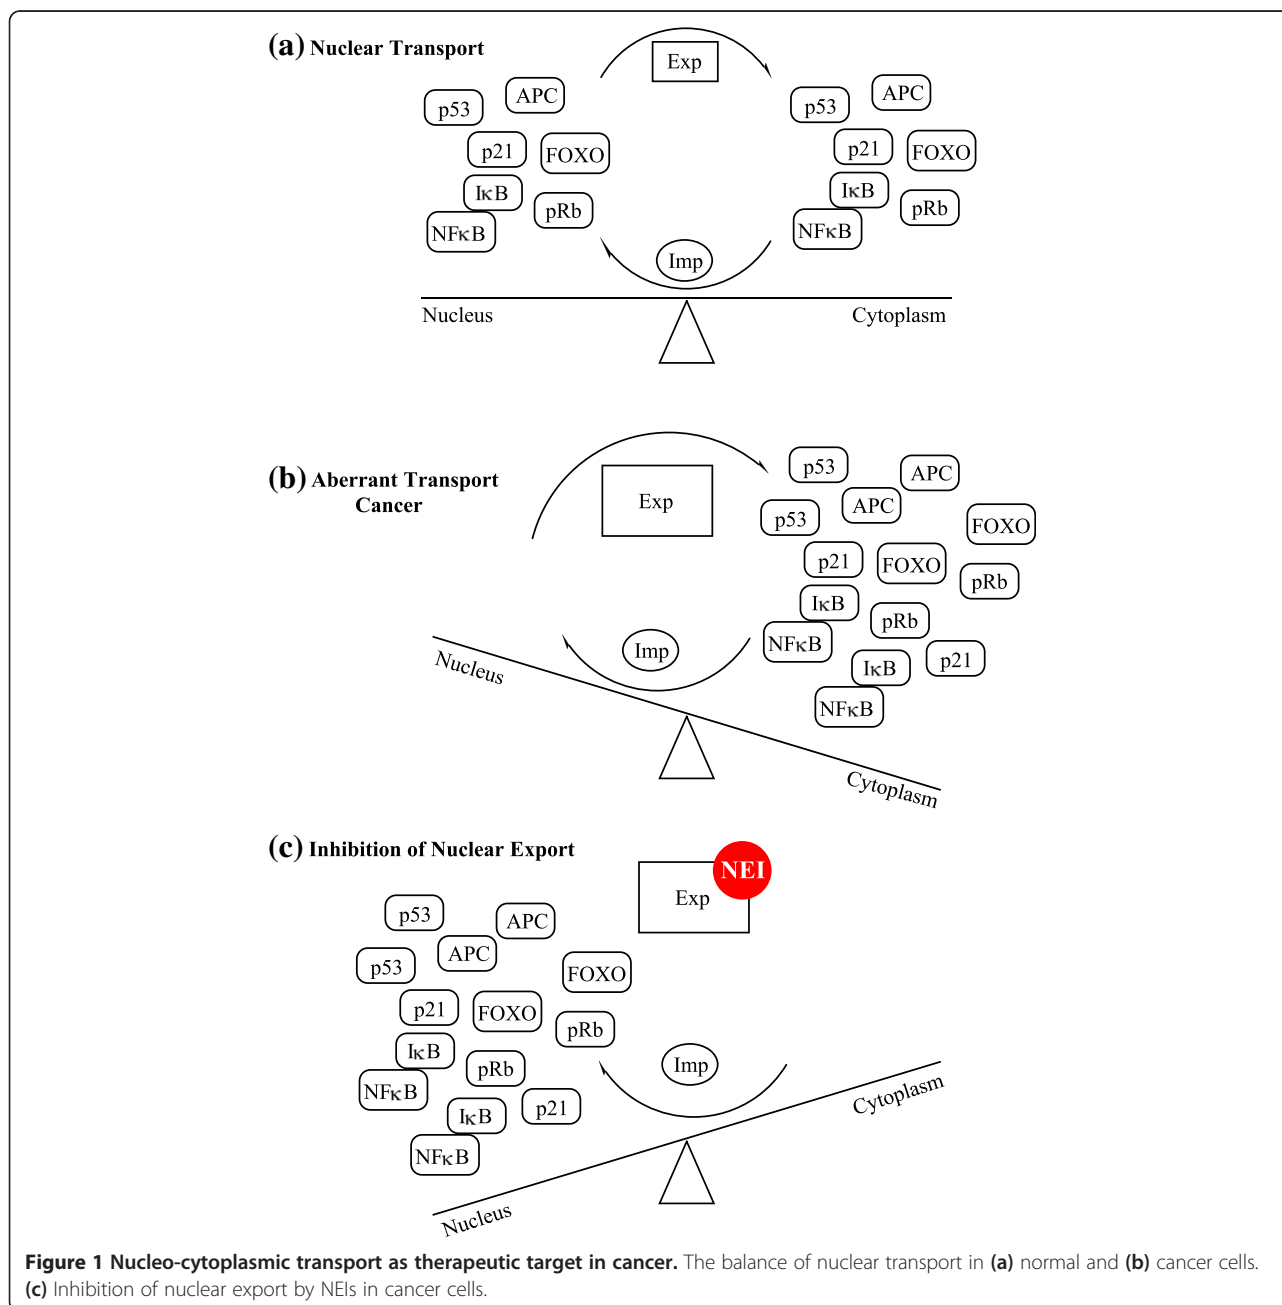 (a) Nuclear Transport
Exp
p53
APC
p21
FOXO
IκB
pRb
NFκB
p53
APC
p21
FOXO
IκB
pRb
NFκB
Imp
Nucleus
Cytoplasm
(b) Aberrant Transport
Cancer
Exp
p53
APC
APC
p53
FOXO
p21
FOXO
pRb
IκB
pRb
NFκB
p21
IκB
NFκB
Imp
Nucleus
Cytoplasm
(c) Inhibition of Nuclear Export
NEI
Exp
p53
APC
APC
p53
FOXO
p21
FOXO
pRb
IκB
pRb
NFκB
p21
IκB
NFκB
Imp
Cytoplasm
Nucleus
Figure 1 Nucleo-cytoplasmic transport as therapeutic target in cancer. The balance of nuclear transport in (a) normal and (b) cancer cells.
(c) Inhibition of nuclear export by NEIs in cancer cells.